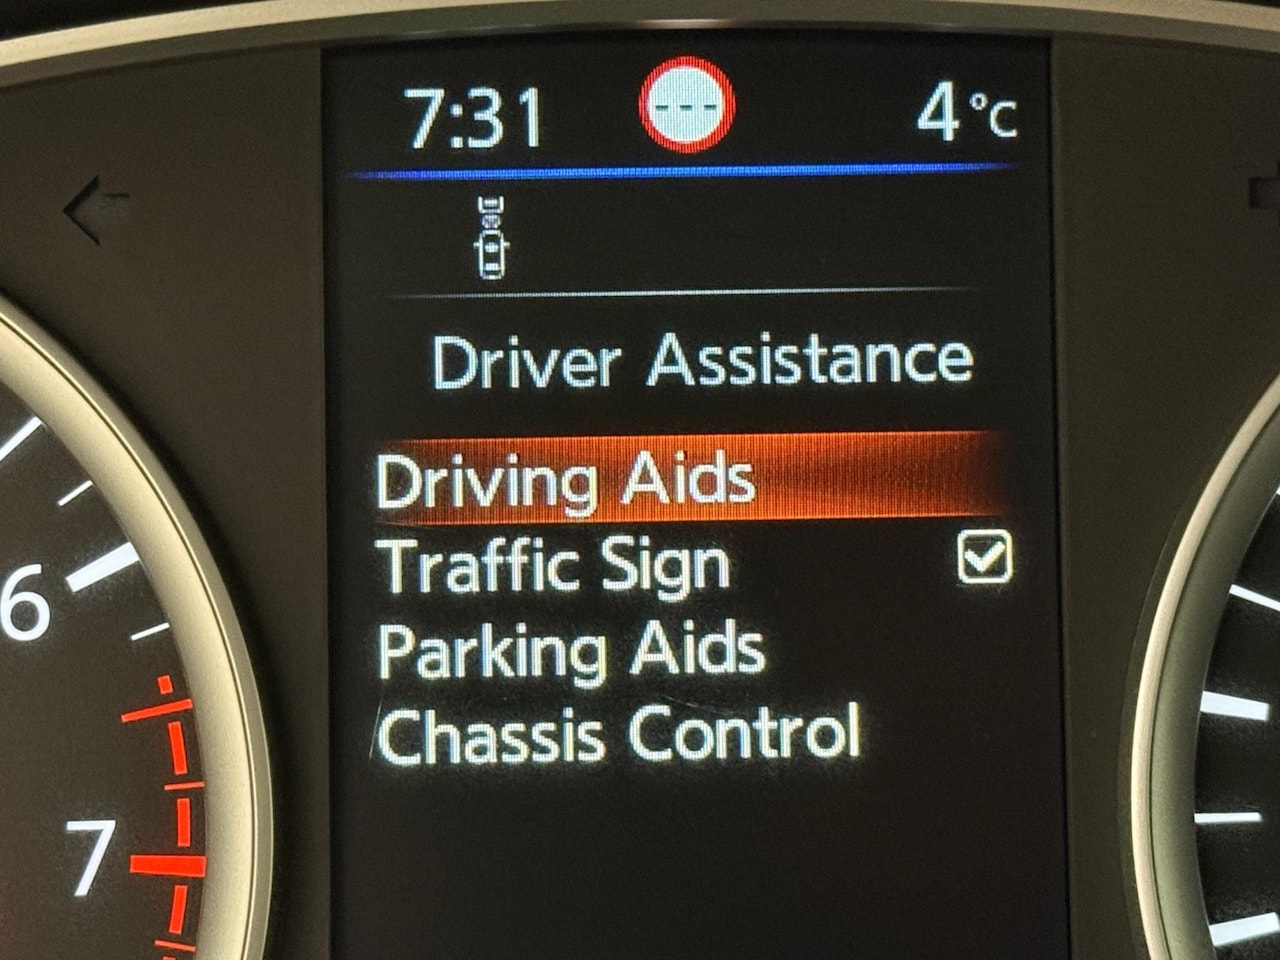 7:31 --- 4°C
Driver Assistance
Driving Aids
Traffic Sign
Parking Aids
Chassis Control
6
7